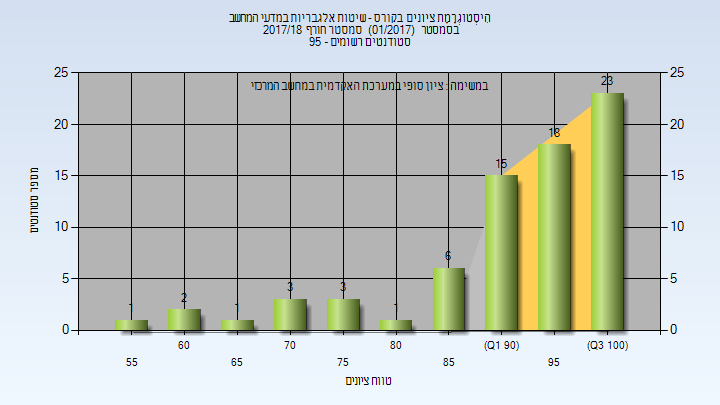 היסטוגרמת ציונים בקורס - שיטות אלגבריות במדעי המחשב
בסמסטר (01/2017) סמסטר חורף 2017/18
סטודנטים רשומים - 95
במשימה : ציון סופי במערכת האקדמית במחשב המרכזי
25 25
23
20 20
18
15 15 15
10 10
6
5 5
3 3
2
1 1 1
0 0
מספר סטודנטים
60 70 80 (Q1 90) (Q3 100)
55 65 75 85 95
טווח ציונים